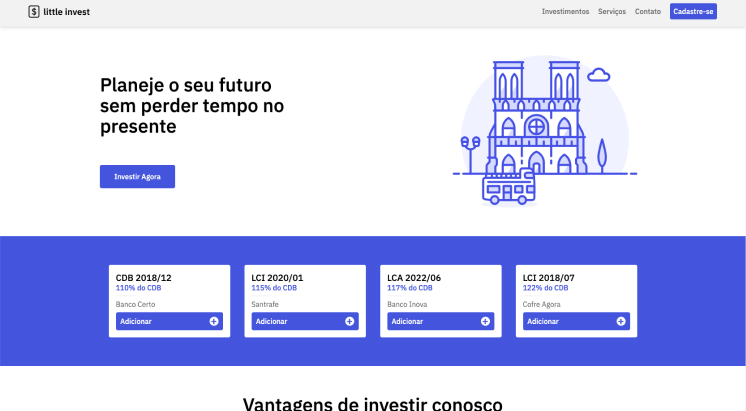 $ little invest
Investimentos Serviços Contato Cadastre-se
Planeje o seu futuro
sem perder tempo no
presente
Investir Agora
CDB 2018/12
110% do CDB
Banco Certo
Adicionar
LCI 2020/01
115% do CDB
Santrafe
Adicionar
LCA 2022/06
117% do CDB
Banco Inova
Adicionar
LCI 2018/07
122% do CDB
Cofre Agora
Adicionar
Vantagens de investir conosco